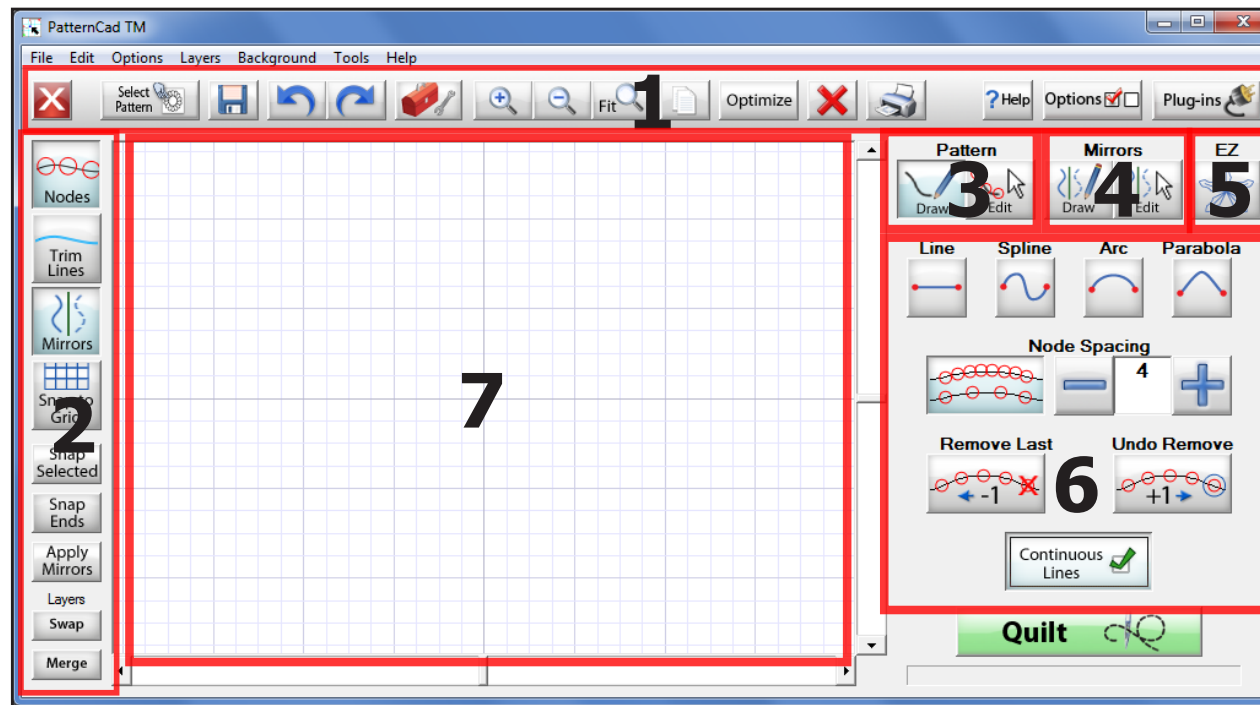 PatternCad TM
File Edit Options Layers Background Tools Help
Select Pattern
Fit
1
Optimize
? Help
Options
Plug-ins
Nodes
Trim
Lines
Mirrors
Snap to
Grid
2
Snap
Selected
Snap
Ends
Apply
Mirrors
Layers
Swap
Merge
7
Pattern
Draw
3
Edit
Mirrors
Draw
4
Edit
EZ
5
Line Spline Arc Parabola
Node Spacing
4
Remove Last Undo Remove
-1
6
+1
Continuous
Lines
Quilt